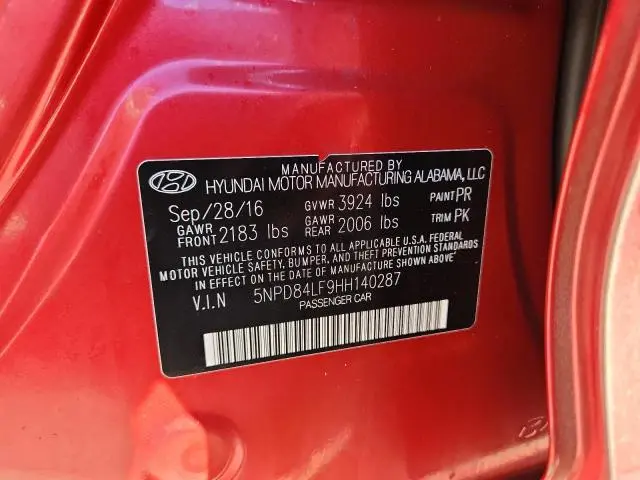 MANUFACTURED BY
HYUNDAI MOTOR MANUFACTURING ALABAMA, LLC
Sep/28/16 GVWR 3924 lbs PAINT PR
GAWR FRONT 2183 lbs GAWR REAR 2006 lbs TRIM PK
THIS VEHICLE CONFORMS TO ALL APPLICABLE U.S.A. FEDERAL
MOTOR VEHICLE SAFETY, BUMPER, AND THEFT PREVENTION STANDARDS
IN EFFECT ON THE DATE OF MANUFACTURE SHOWN ABOVE.
V.I.N 5NPD84LF9HH140287
PASSENGER CAR